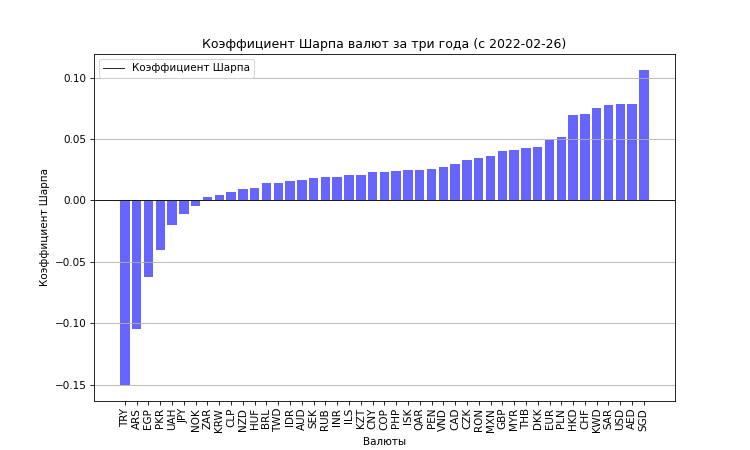 Коэффициент Шарпа валют за три года (с 2022-02-26)
Коэффициент Шарпа
Коэффициент Шарпа
0.10
0.05
0.00
−0.05
−0.10
−0.15
TRY ARS EGP PKR UAH JPY NOK ZAR KRW CLP NZD HUF BRL TWD IDR AUD SEK RUB INR ILS KZT CNY COP PHP ISK QAR PEN VND CAD CZK RON MXN GBP MYR THB DKK EUR PLN HKD CHF KWD SAR USD AED SGD
Валюты